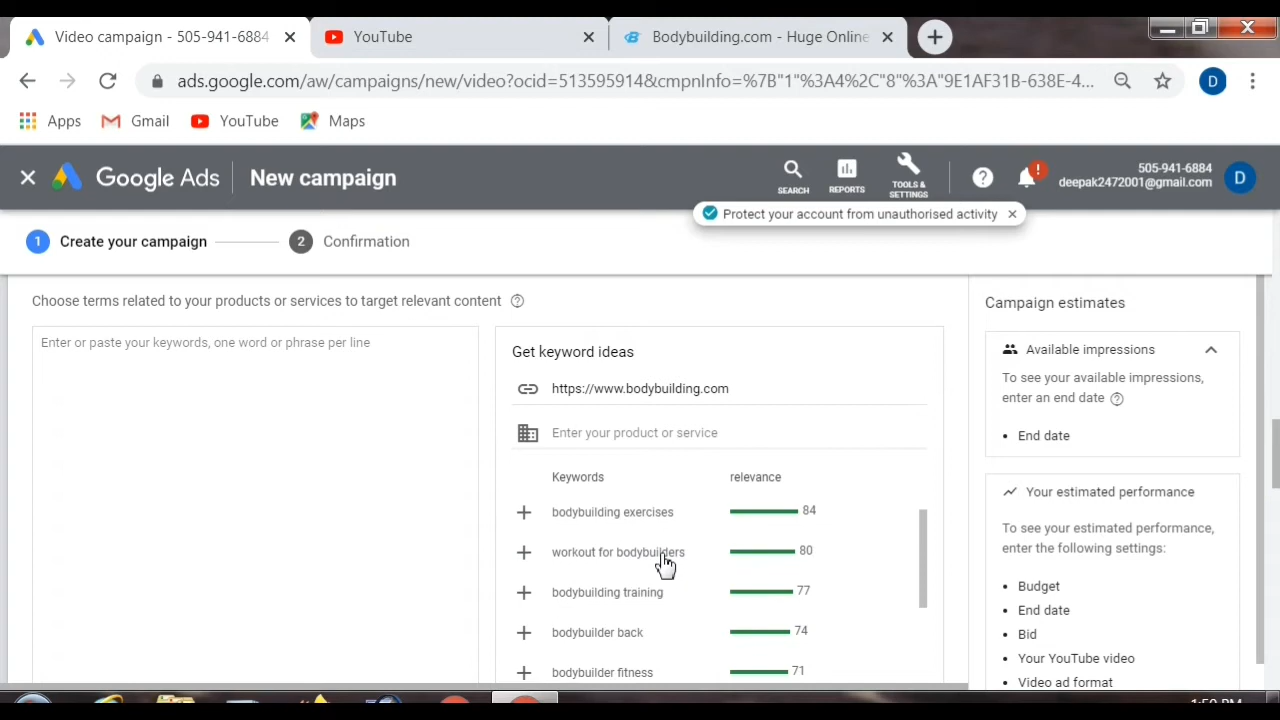 Video campaign - 505-941-6884
YouTube
Bodybuilding.com - Huge Online
ads.google.com/aw/campaigns/new/video?ocid=513595914&cmpnInfo=%7B"1"%3A4%2C"8"%3A"9E1AF31B-638E-4...
D
Apps
Gmail
YouTube
Maps
Google Ads
New campaign
SEARCH
REPORTS
TOOLS &
SETTINGS
505-941-6884
deepak2472001@gmail.com
D
Protect your account from unauthorised activity
1 Create your campaign
2 Confirmation
Choose terms related to your products or services to target relevant content
Enter or paste your keywords, one word or phrase per line
Get keyword ideas
https://www.bodybuilding.com
Enter your product or service
Keywords relevance
bodybuilding exercises 84
workout for bodybuilders 80
bodybuilding training 77
bodybuilder back 74
bodybuilder fitness 71
Campaign estimates
Available impressions
To see your available impressions,
enter an end date
• End date
Your estimated performance
To see your estimated performance,
enter the following settings:
• Budget
• End date
• Bid
• Your YouTube video
• Video ad format